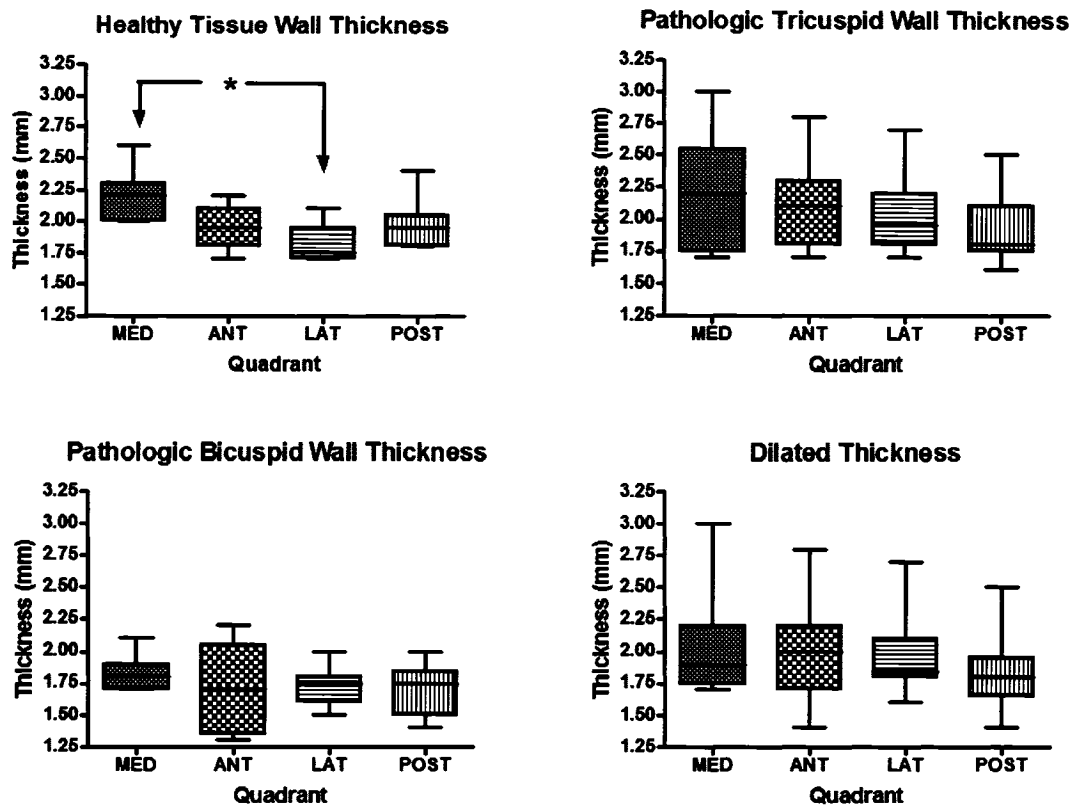 Healthy Tissue Wall Thickness
3.25
3.00
2.75
2.50
2.25
2.00
1.75
1.50
1.25
Thickness (mm)
*
MED ANT LAT POST
Quadrant
Pathologic Tricuspid Wall Thickness
3.25
3.00
2.75
2.50
2.25
2.00
1.75
1.50
1.25
Thickness (mm)
MED ANT LAT POST
Quadrant
Pathologic Bicuspid Wall Thickness
3.25
3.00
2.75
2.50
2.25
2.00
1.75
1.50
1.25
Thickness (mm)
MED ANT LAT POST
Quadrant
Dilated Thickness
3.25
3.00
2.75
2.50
2.25
2.00
1.75
1.50
1.25
Thickness (mm)
MED ANT LAT POST
Quadrant